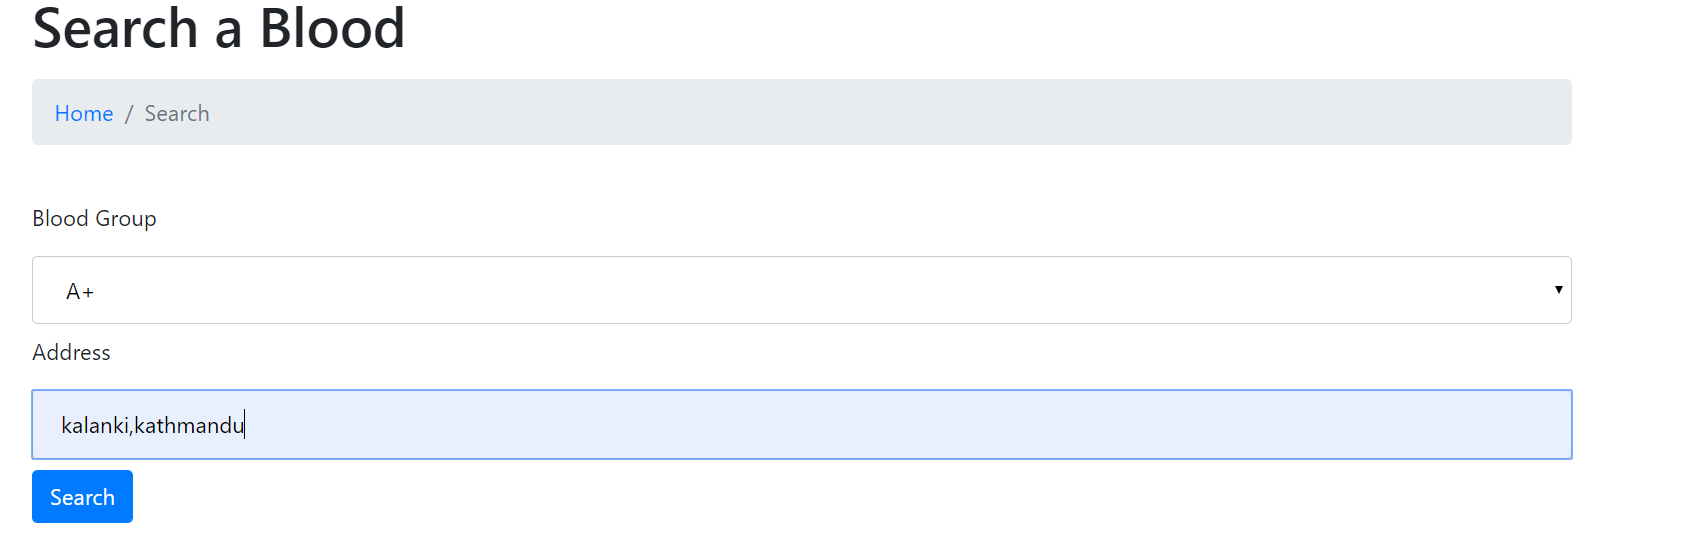 Search a Blood
Home / Search
Blood Group
A+
Address
kalanki,kathmandu
Search